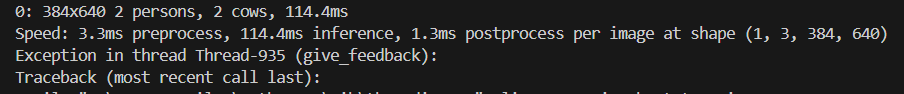 0: 384x640 2 persons, 2 cows, 114.4ms
Speed: 3.3ms preprocess, 114.4ms inference, 1.3ms postprocess per image at shape (1, 3, 384, 640)
Exception in thread Thread-935 (give_feedback):
Traceback (most recent call last):